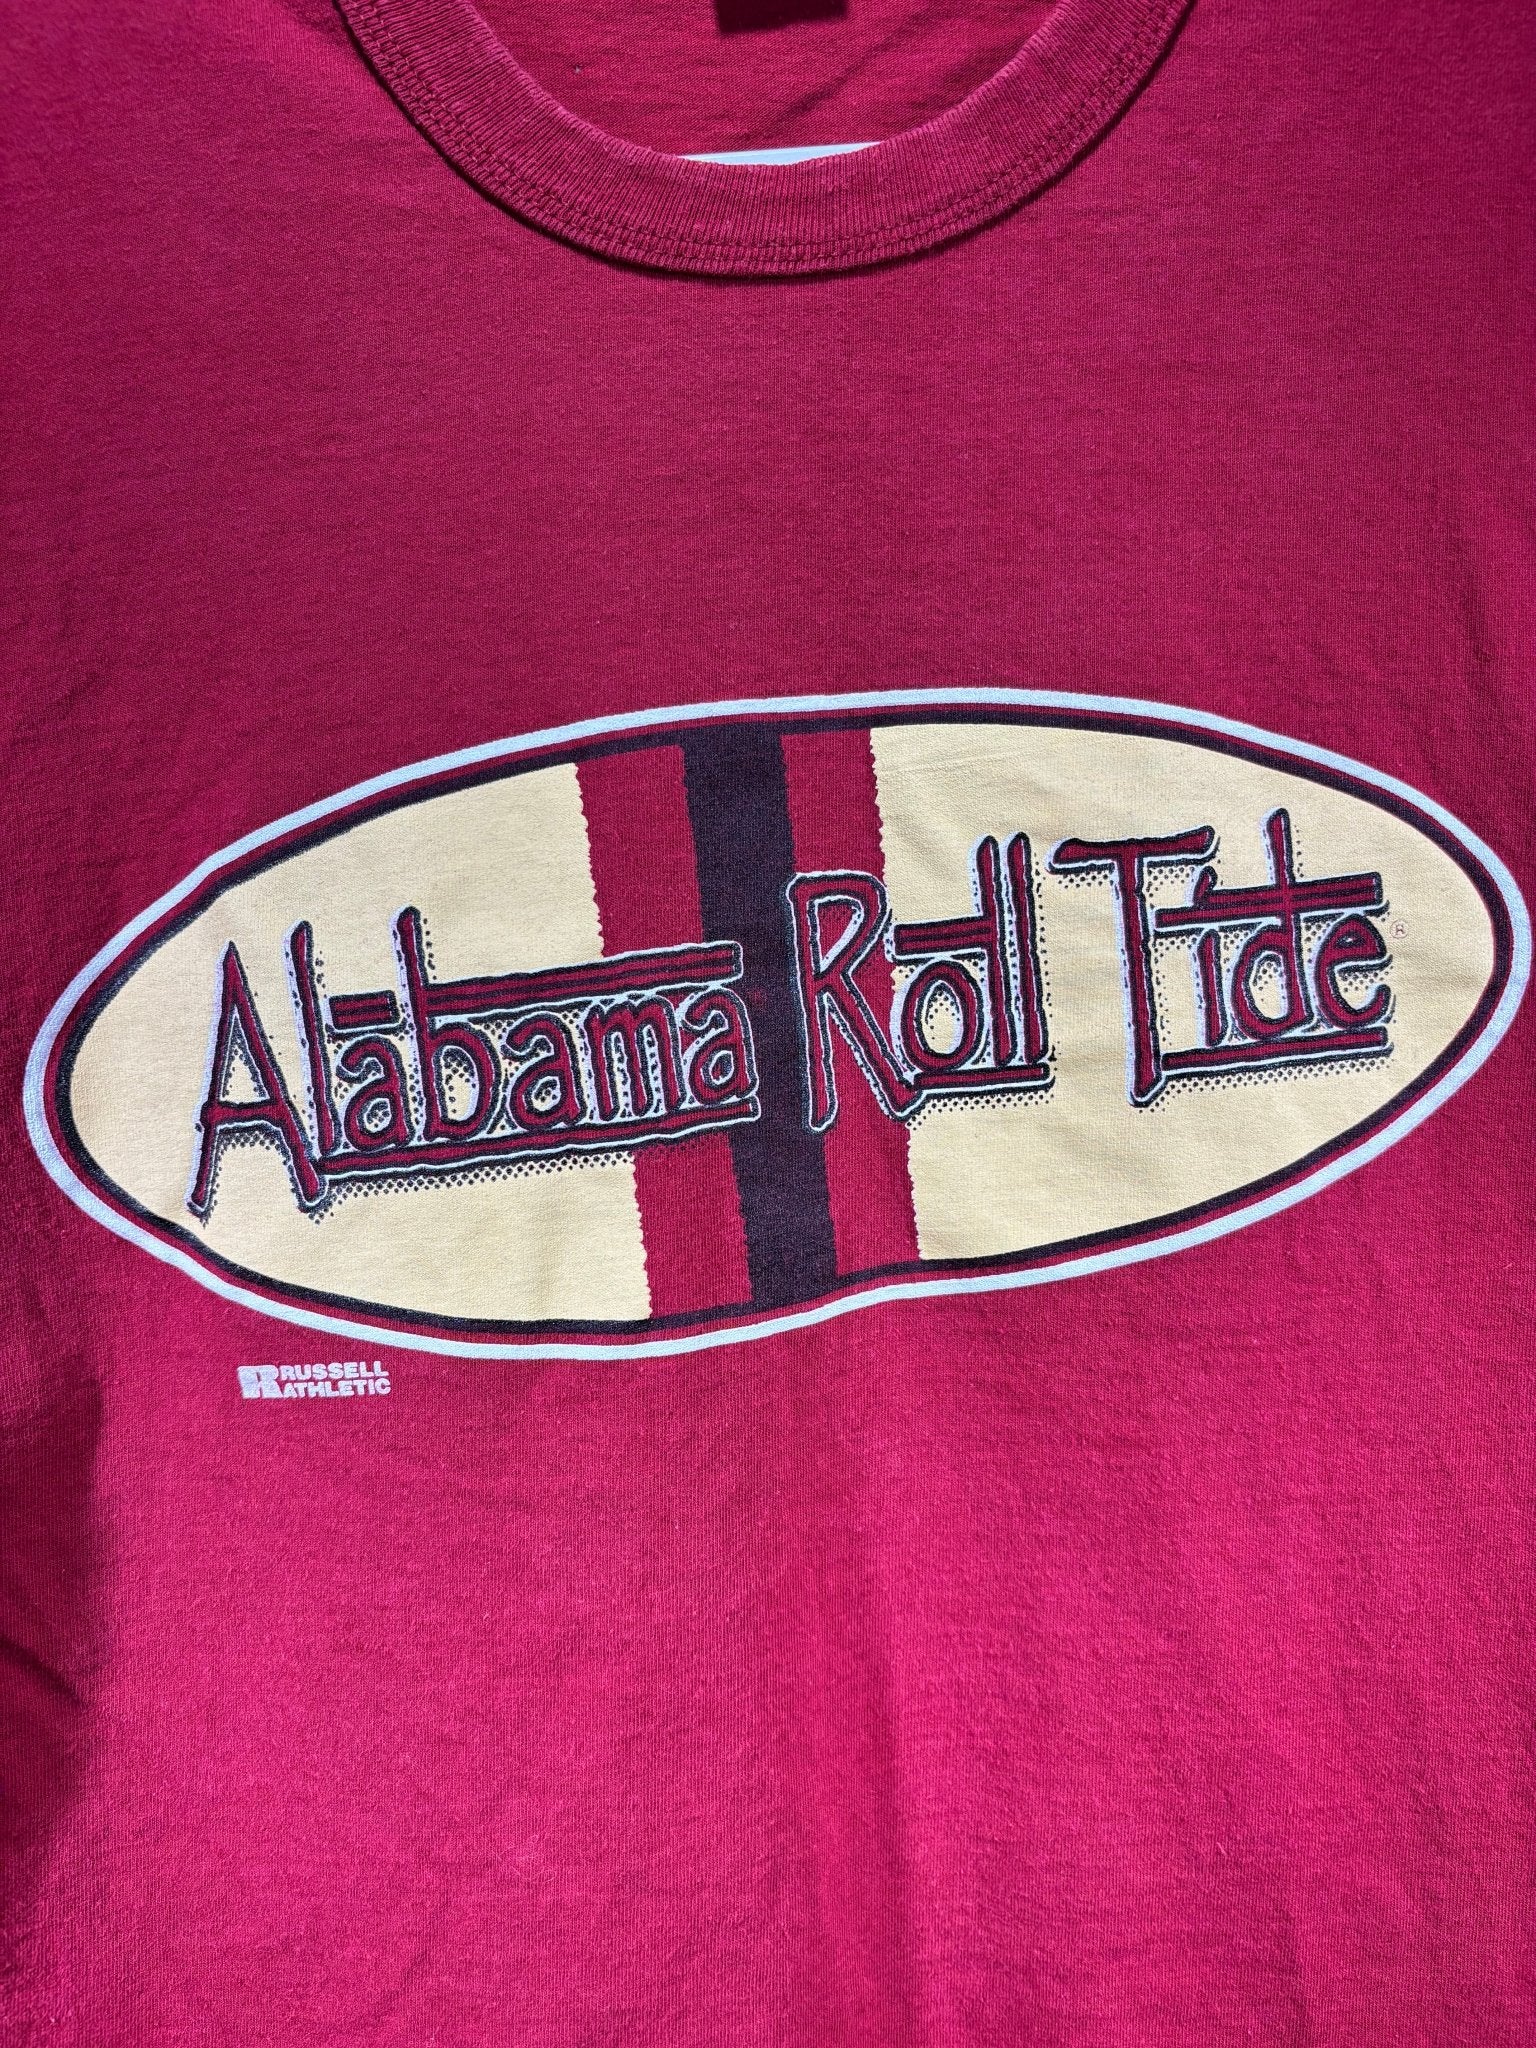 Alabama Roll Tide ®
RUSSELL
ATHLETIC